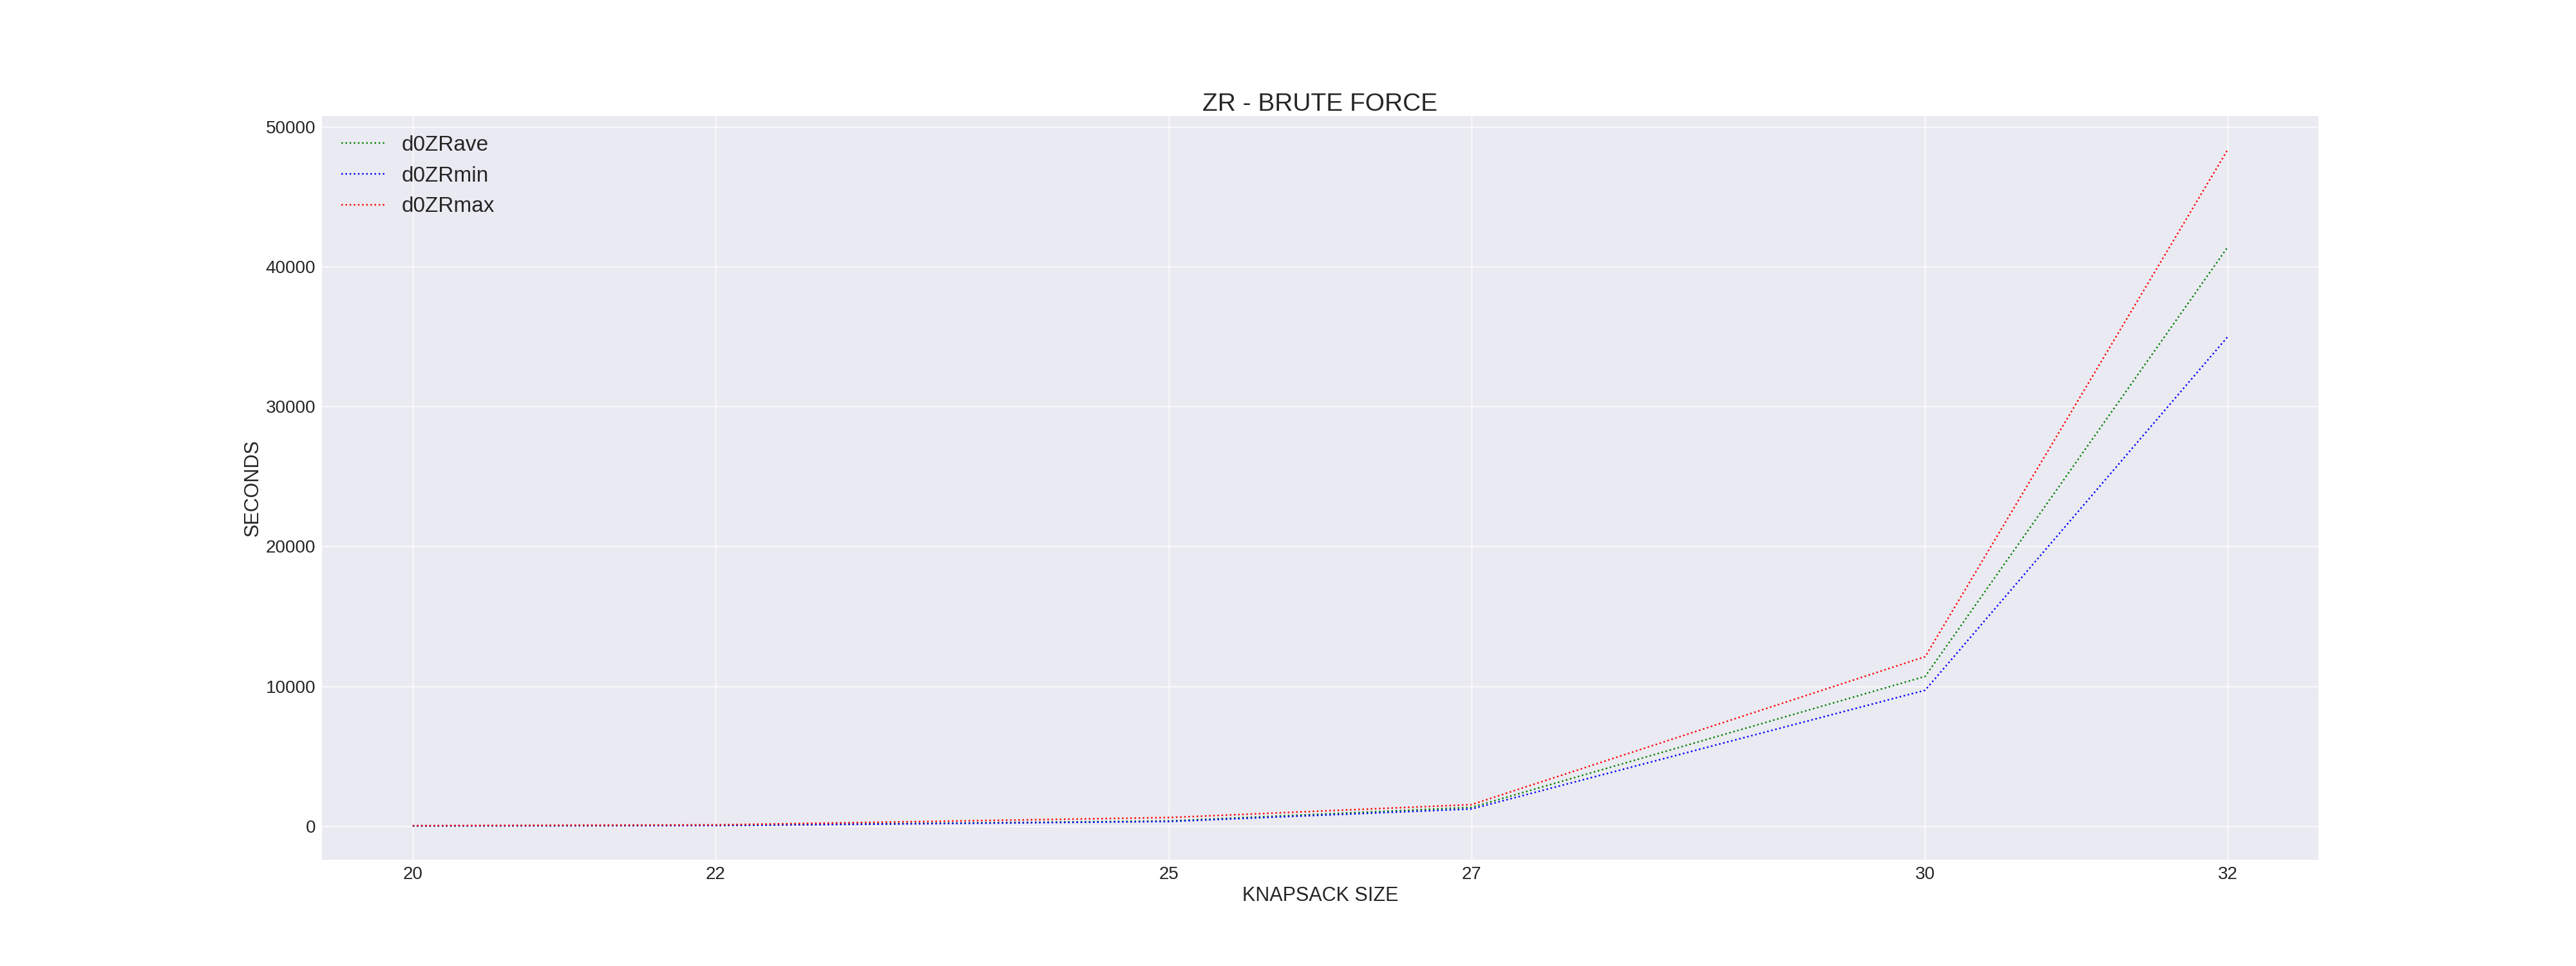 ZR - BRUTE FORCE
50000
40000
30000
20000
10000
0
SECONDS
d0ZRave
d0ZRmin
d0ZRmax
20 22 25 27 30 32
KNAPSACK SIZE